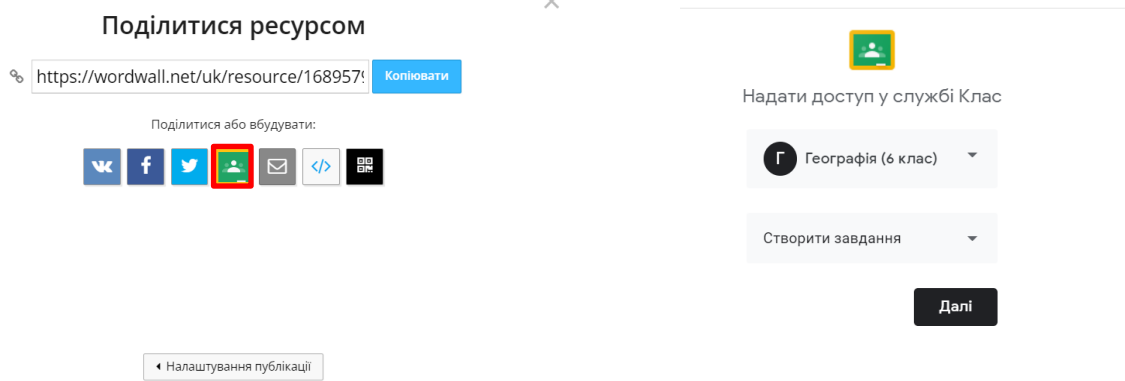 Поділитися ресурсом
https://wordwall.net/uk/resource/1689579
Копіювати
Поділитися або вбудувати:
Налаштування публікації
Надати доступ у службі Клас
Г Географія (6 клас)
Створити завдання
Далі